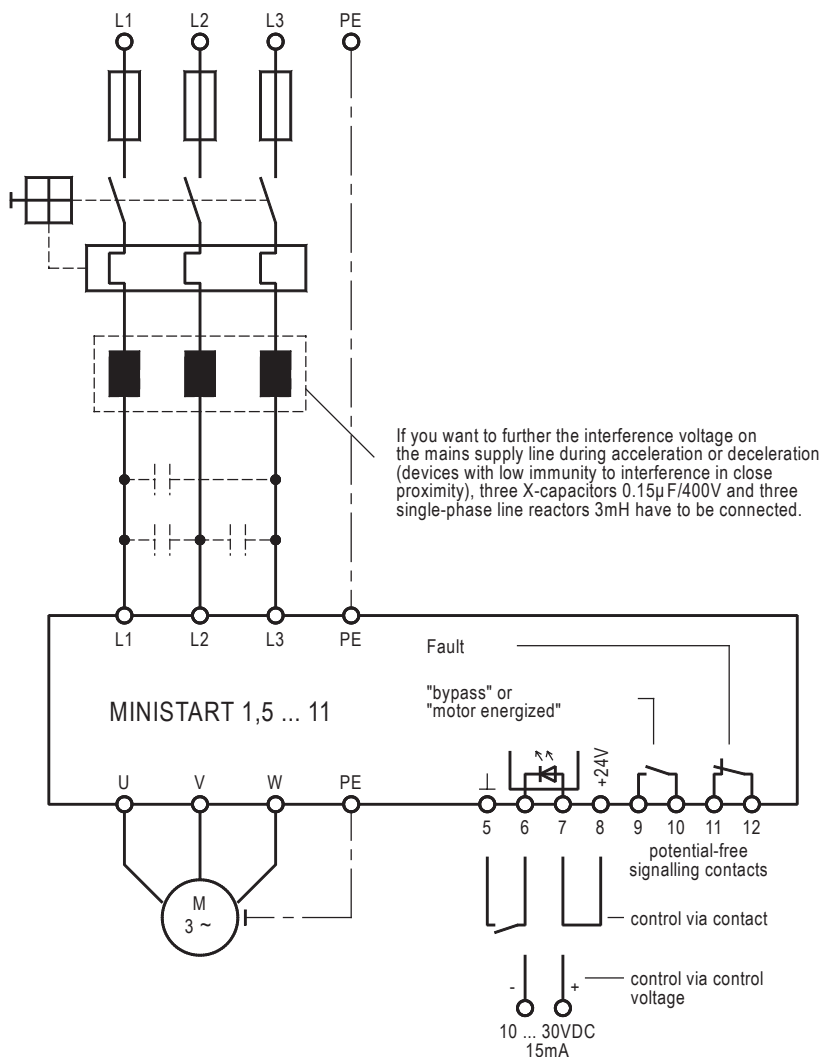 L1 L2 L3 PE
If you want to further the interference voltage on
the mains supply line during acceleration or deceleration
(devices with low immunity to interference in close
proximity), three X-capacitors 0.15µF/400V and three
single-phase line reactors 3mH have to be connected.
L1 L2 L3 PE
Fault
"bypass" or
"motor energized"
MINISTART 1,5 ... 11
+24V
U V W PE
5 6 7 8 9 10 11 12
potential-free
signalling contacts
M
3 ~
control via contact
- +
control via control
voltage
10 ... 30VDC
15mA